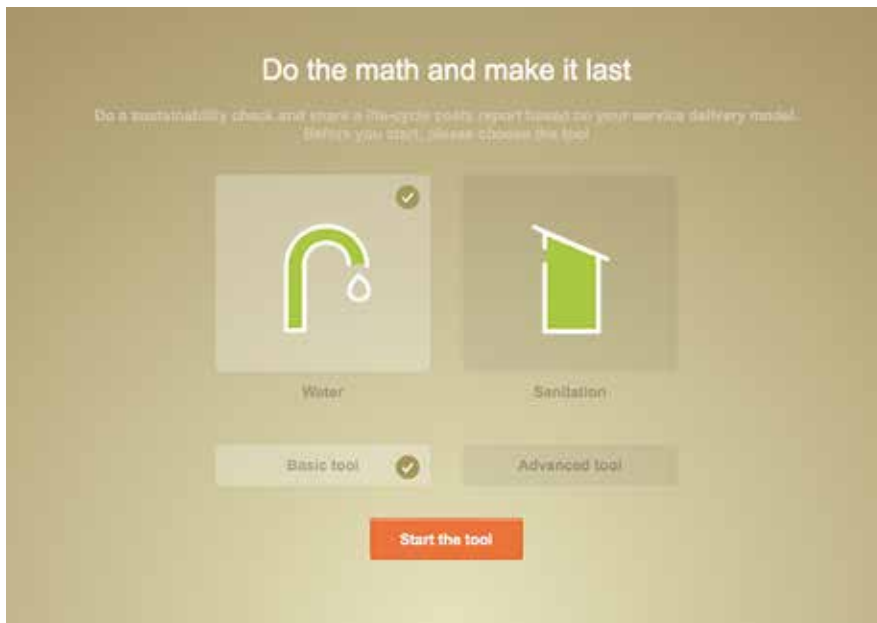 Do the math and make it last
Do a sustainability check and share a life-cycle costs report based on your service delivery model.
Before you start, please choose the tool
Water
Sanitation
Basic tool
Advanced tool
Start the tool